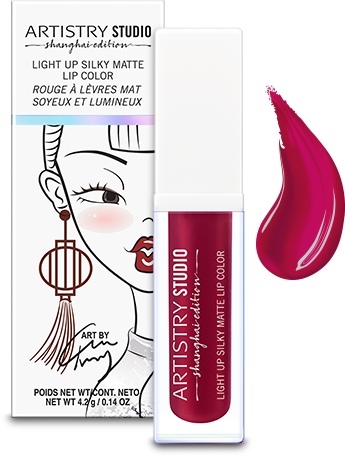 ARTISTRY STUDIO
shanghai edition
LIGHT UP SILKY MATTE
LIP COLOR
ROUGE À LÈVRES MAT
SOYEUX ET LUMINEUX
ART BY
POIDS NET WT CONT. NETO
NET WT 4.2 g / 0.14 OZ
ARTISTRY STUDIO
shanghai edition
LIGHT UP SILKY MATTE LIP COLOR